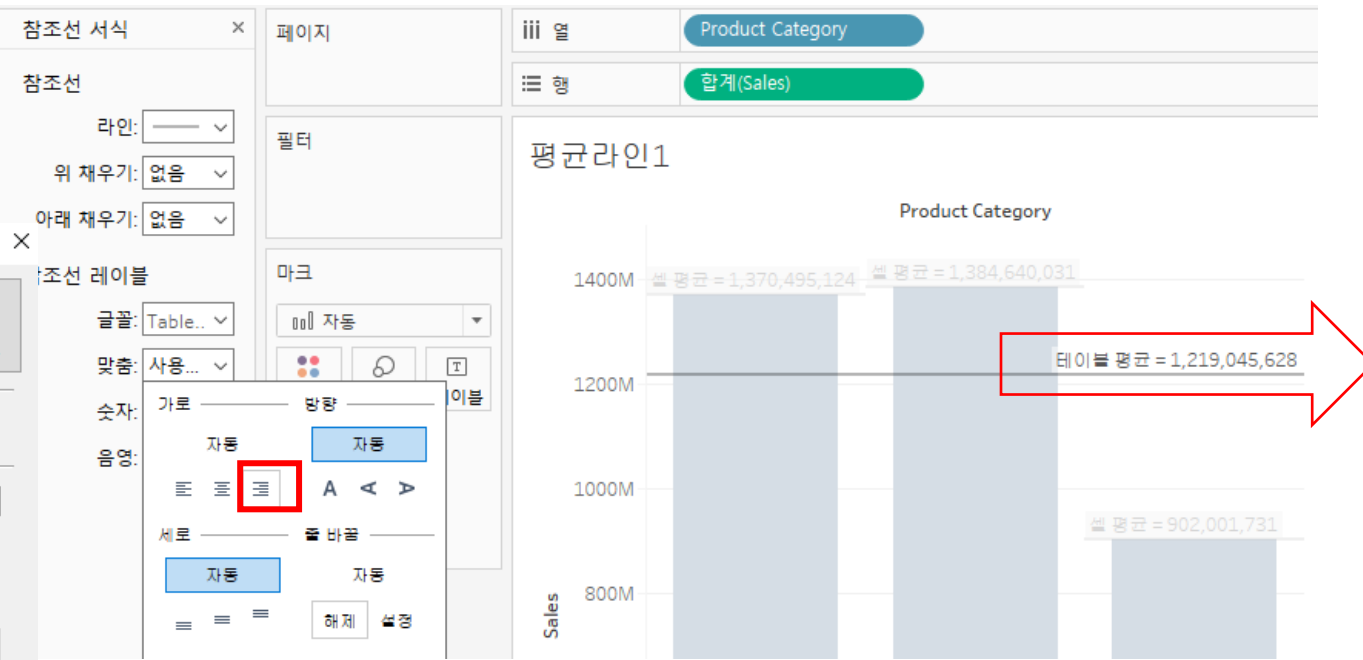 참조선 서식
참조선
라인:
위 채우기: 없음
아래 채우기: 없음
조선 레이블
글꼴: Table..
맞춤: 사용...
숫자:
음영:
가로
방향
자동
자동
A A A
세로
줄 바꿈
자동
자동
해제 설정
페이지
필터
마크
자동
T
이블
iii 열
Product Category
행
합계(Sales)
평균라인1
Product Category
1400M
1200M
1000M
800M
Sales
셀 평균 = 1,370,495,124
셀 평균 = 1,384,640,031
테이블 평균 = 1,219,045,628
셀 평균 = 902,001,731